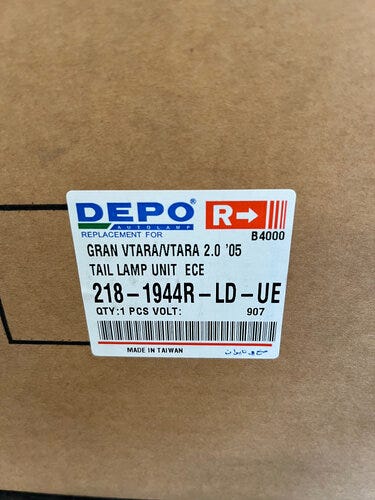 DEPO®
AUTOLAMP
R→
REPLACEMENT FOR
B4000
GRAN VTARA/VTARA 2.0 '05
TAIL LAMP UNIT ECE
218-1944R-LD-UE
QTY:1 PCS VOLT: 907
MADE IN TAIWAN